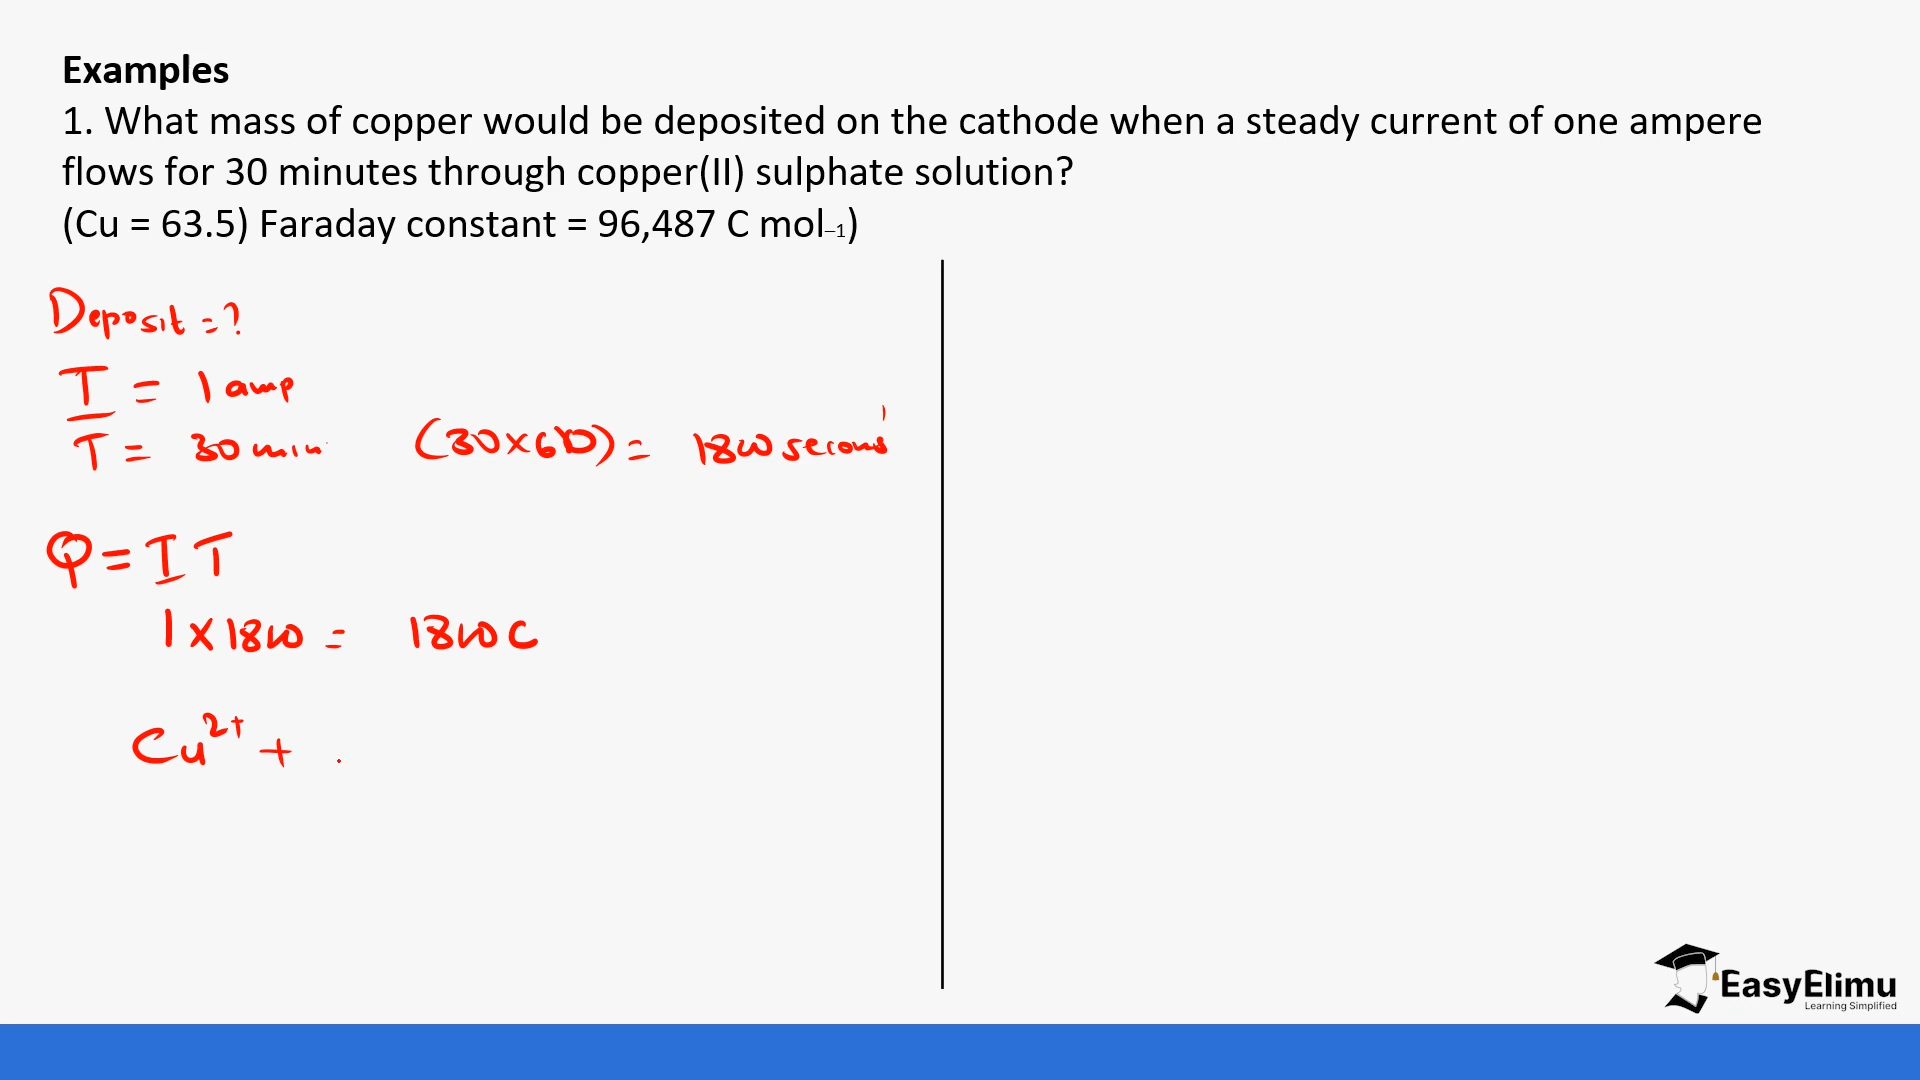 Examples
1. What mass of copper would be deposited on the cathode when a steady current of one ampere
flows for 30 minutes through copper(II) sulphate solution?
(Cu = 63.5) Faraday constant = 96,487 C mol–1)
Deposit = ?
I = 1 amp
T = 30 min (30x60) = 1800 seconds
Q = I T
1 x 1800 = 1800 C
Cu²⁺ +
EasyElimu
Learning Simplified